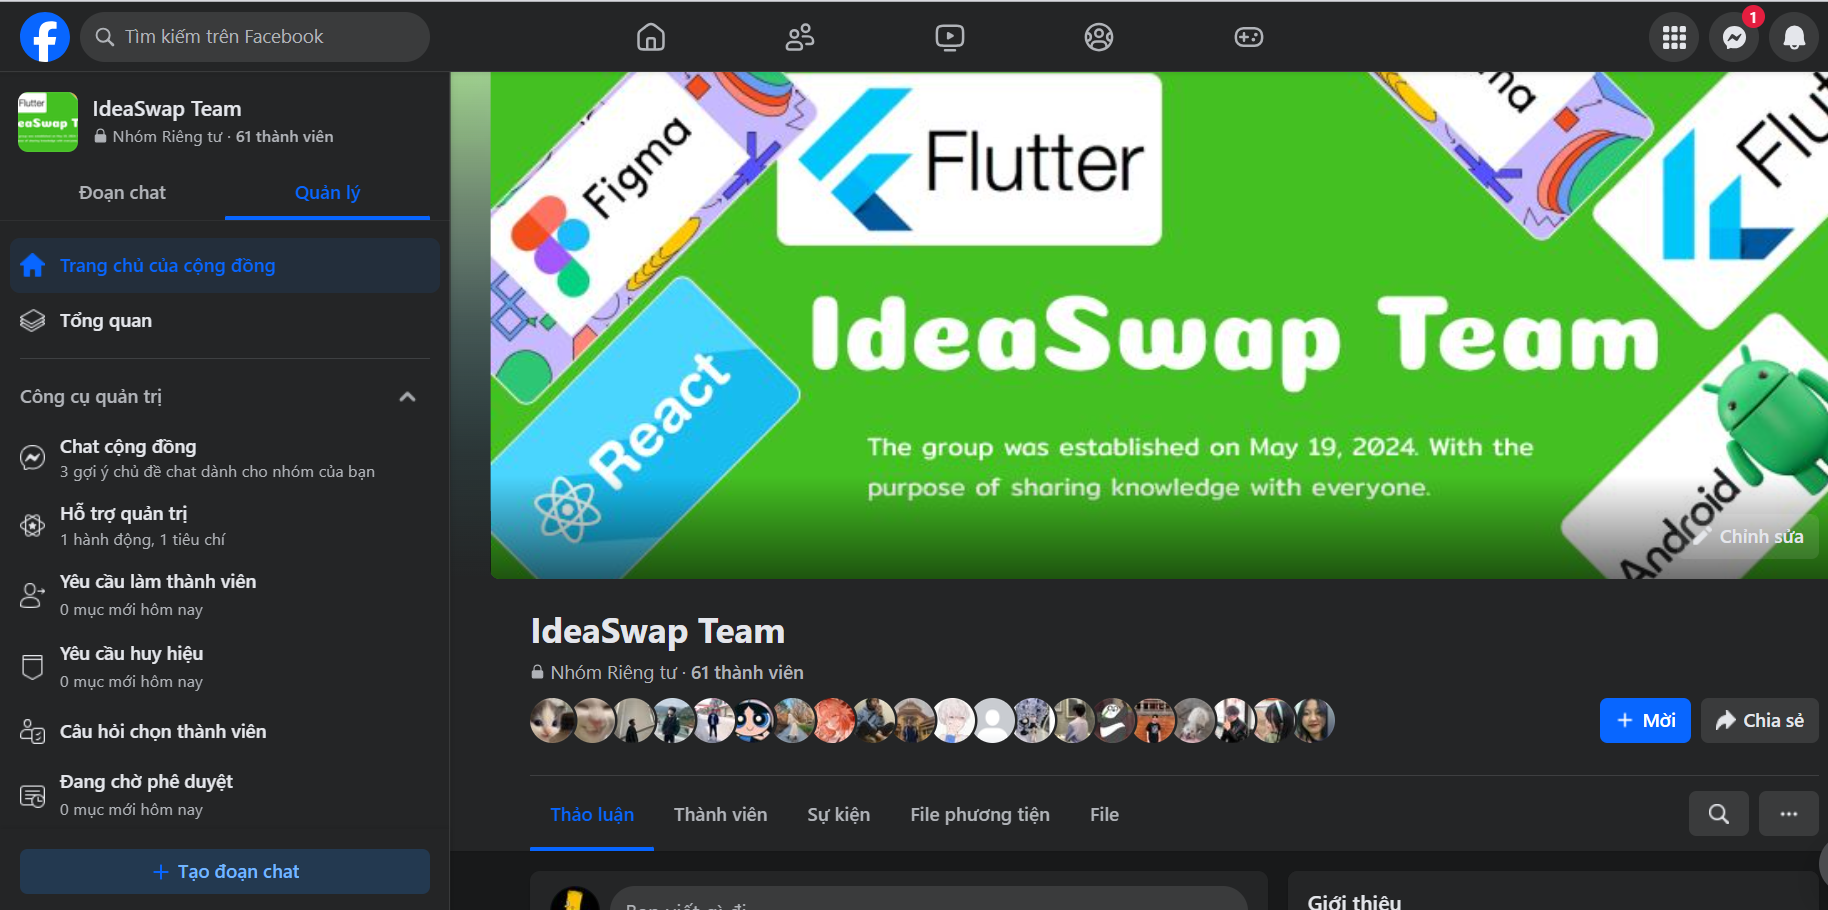 Tìm kiếm trên Facebook
1
IdeaSwap Team
Nhóm Riêng tư · 61 thành viên
Đoạn chat
Quản lý
Trang chủ của cộng đồng
Tổng quan
Công cụ quản trị
Chat cộng đồng
3 gợi ý chủ đề chat dành cho nhóm của bạn
Hỗ trợ quản trị
1 hành động, 1 tiêu chí
Yêu cầu làm thành viên
0 mục mới hôm nay
Yêu cầu huy hiệu
0 mục mới hôm nay
Câu hỏi chọn thành viên
Đang chờ phê duyệt
0 mục mới hôm nay
+ Tạo đoạn chat
Figma
Flutter
React
IdeaSwap Team
The group was established on May 19, 2024. With the
purpose of sharing knowledge with everyone.
Android
Chỉnh sửa
IdeaSwap Team
Nhóm Riêng tư · 61 thành viên
+ Mời
Chia sẻ
Thảo luận
Thành viên
Sự kiện
File phương tiện
File
Giới thiệu